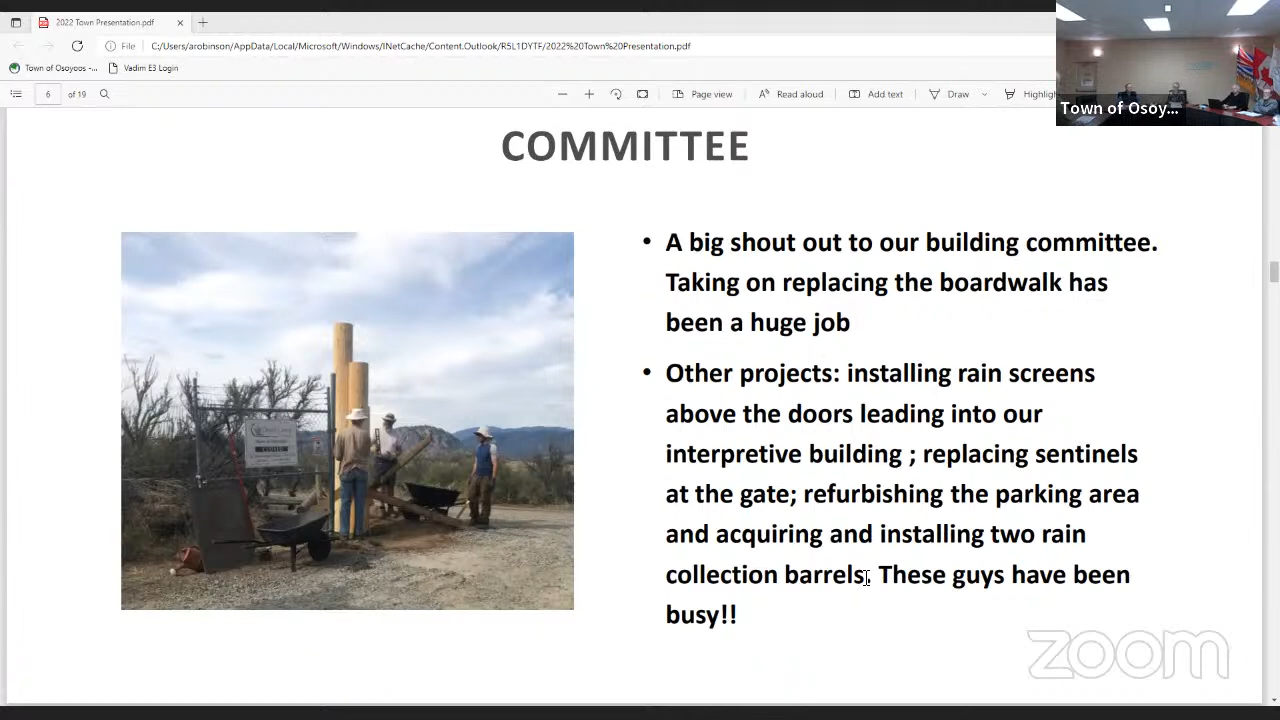 2022 Town Presentation.pdf
File
C:/Users/arobinson/AppData/Local/Microsoft/Windows/INetCache/Content.Outlook/R5L1DYTF/2022%20Town%20Presentation.pdf
Town of Osoyoos -...
Vadim E3 Login
6 of 19
Page view
Read aloud
Add text
Draw
Highligh
Town of Osoy...
COMMITTEE
• A big shout out to our building committee.
Taking on replacing the boardwalk has
been a huge job
• Other projects: installing rain screens
above the doors leading into our
interpretive building ; replacing sentinels
at the gate; refurbishing the parking area
and acquiring and installing two rain
collection barrels. These guys have been
busy!!
zoom